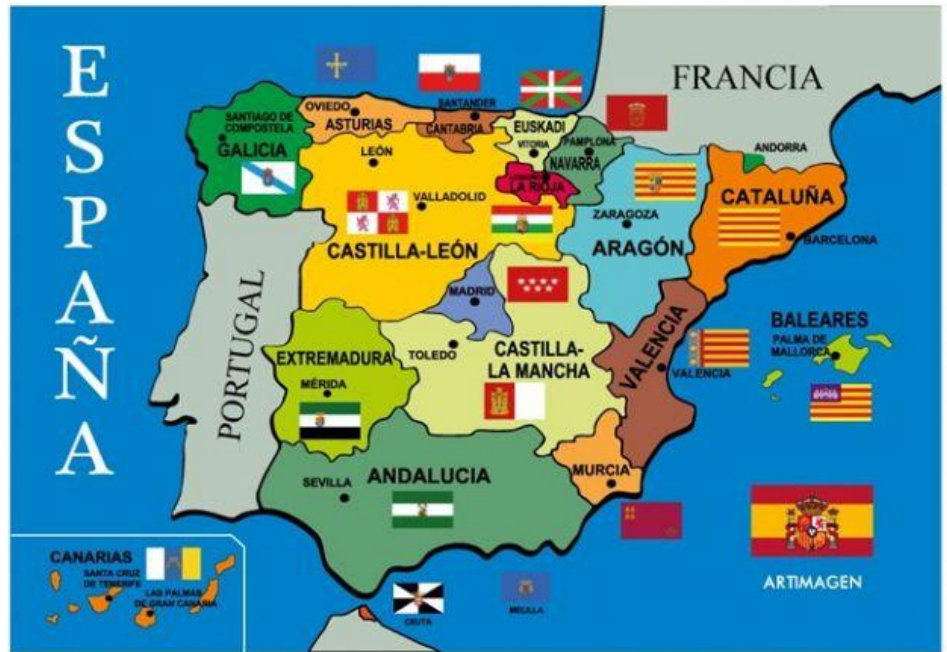 ESPAÑA
FRANCIA
PORTUGAL
ANDORRA
SANTIAGO DE
COMPOSTELA
GALICIA
OVIEDO
ASTURIAS
SANTANDER
CANTABRIA
EUSKADI
VITORIA
PAMPLONA
NAVARRA
LA RIOJA
LEÓN
VALLADOLID
CASTILLA-LEÓN
ZARAGOZA
ARAGÓN
CATALUÑA
BARCELONA
MADRID
EXTREMADURA
MÉRIDA
TOLEDO
CASTILLA-
LA MANCHA
VALENCIA
VALENCIA
BALEARES
PALMA DE
MALLORCA
SEVILLA
ANDALUCIA
MURCIA
CANARIAS
SANTA CRUZ
DE TENERIFE
LAS PALMAS
DE GRAN CANARIA
CEUTA
MELILLA
ARTIMAGEN